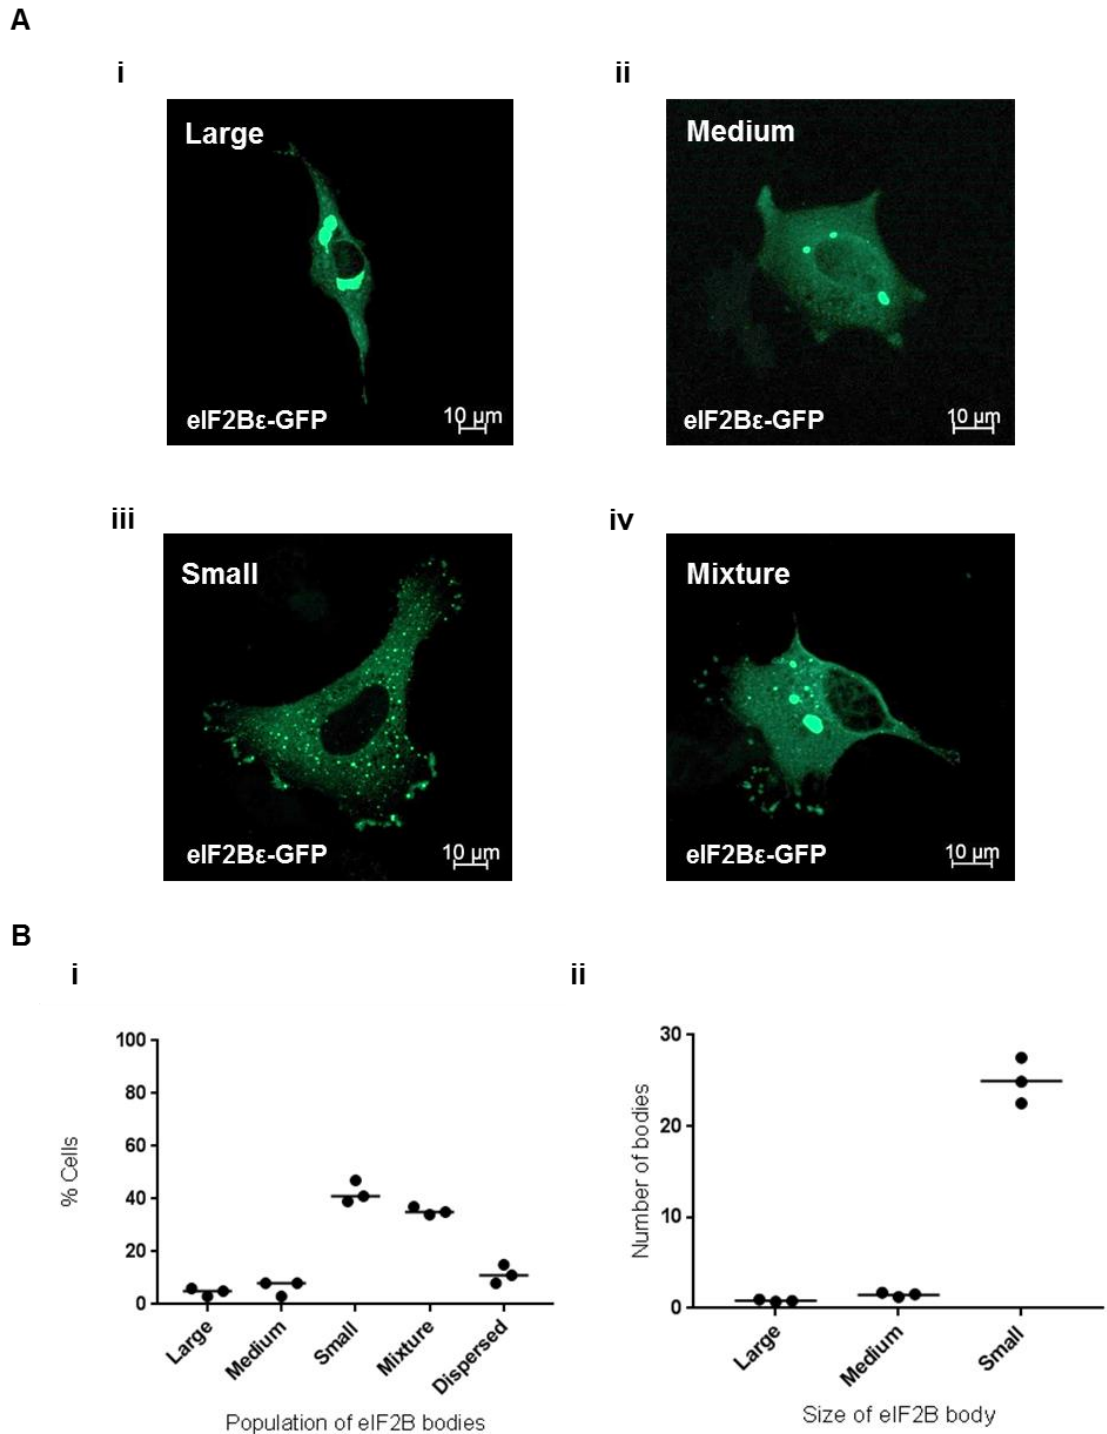 A
i
ii
Large
Medium
eIF2Bε-GFP
10 µm
eIF2Bε-GFP
10 µm
iii
iv
Small
Mixture
eIF2Bε-GFP
10 µm
eIF2Bε-GFP
10 µm
B
i
ii
100
80
60
40
20
0
% Cells
Large
Medium
Small
Mixture
Dispersed
Population of eIF2B bodies
30
20
10
0
Number of bodies
Large
Medium
Small
Size of eIF2B body